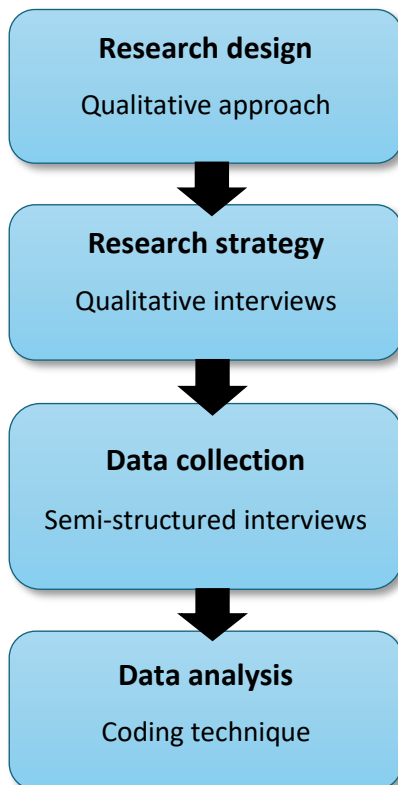 Research design
Qualitative approach
Research strategy
Qualitative interviews
Data collection
Semi-structured interviews
Data analysis
Coding technique